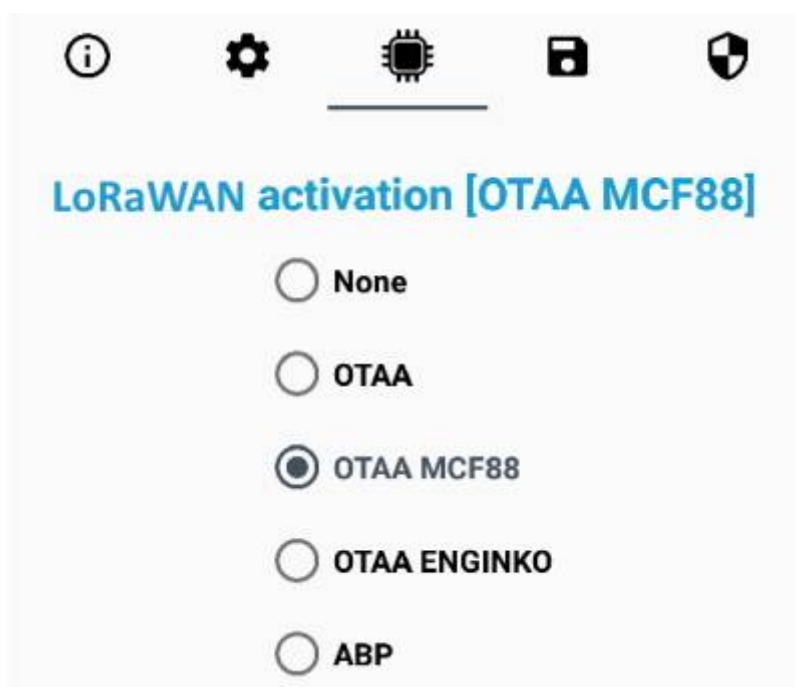 LoRaWAN activation [OTAA MCF88]
None
OTAA
OTAA MCF88
OTAA ENGINKO
ABP